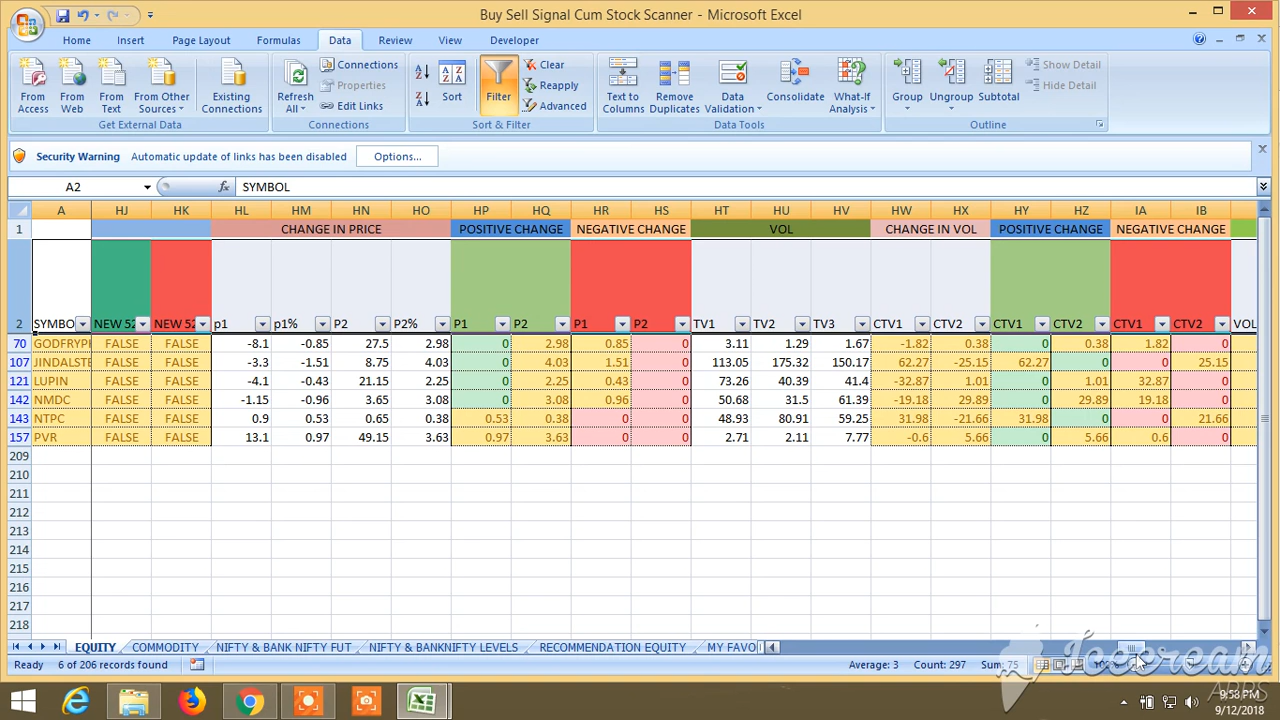 Buy Sell Signal Cum Stock Scanner - Microsoft Excel
Home Insert Page Layout Formulas Data Review View Developer
From Access From Web From Text From Other Sources Existing Connections Refresh All Connections Properties Edit Links Sort Filter Clear Reapply Advanced Text to Columns Remove Duplicates Data Validation Consolidate What-If Analysis Group Ungroup Subtotal Show Detail Hide Detail
Get External Data Connections Sort & Filter Data Tools Outline
Security Warning Automatic update of links has been disabled Options...
A2 fx SYMBOL
A HJ HK HL HM HN HO HP HQ HR HS HT HU HV HW HX HY HZ IA IB
1 CHANGE IN PRICE POSITIVE CHANGE NEGATIVE CHANGE VOL CHANGE IN VOL POSITIVE CHANGE NEGATIVE CHANGE
2 SYMBO NEW 52 NEW 52 p1 p1% P2 P2% P1 P2 P1 P2 TV1 TV2 TV3 CTV1 CTV2 CTV1 CTV2 CTV1 CTV2 VOL
70 GODFRYP FALSE FALSE -8.1 -0.85 27.5 2.98 0 2.98 0.85 0 3.11 1.29 1.67 -1.82 0.38 0 0.38 1.82 0
107 JINDALSTE FALSE FALSE -3.3 -1.51 8.75 4.03 0 4.03 1.51 0 113.05 175.32 150.17 62.27 -25.15 62.27 0 0 25.15
121 LUPIN FALSE FALSE -4.1 -0.43 21.15 2.25 0 2.25 0.43 0 73.26 40.39 41.4 -32.87 1.01 0 1.01 32.87 0
142 NMDC FALSE FALSE -1.15 -0.96 3.65 3.08 0 3.08 0.96 0 50.68 31.5 61.39 -19.18 29.89 0 29.89 19.18 0
143 NTPC FALSE FALSE 0.9 0.53 0.65 0.38 0.53 0.38 0 0 48.93 80.91 59.25 31.98 -21.66 31.98 0 0 21.66
157 PVR FALSE FALSE 13.1 0.97 49.15 3.63 0.97 3.63 0 0 2.71 2.11 7.77 -0.6 5.66 0 5.66 0.6 0
209
210
211
212
213
214
215
216
217
218
EQUITY COMMODITY NIFTY & BANK NIFTY FUT NIFTY & BANKNIFTY LEVELS RECOMMENDATION EQUITY MY FAVO
Ready 6 of 206 records found Average: 3 Count: 297 Sum: 75 100%
Icecream
APPS
9:58 PM
9/12/2018